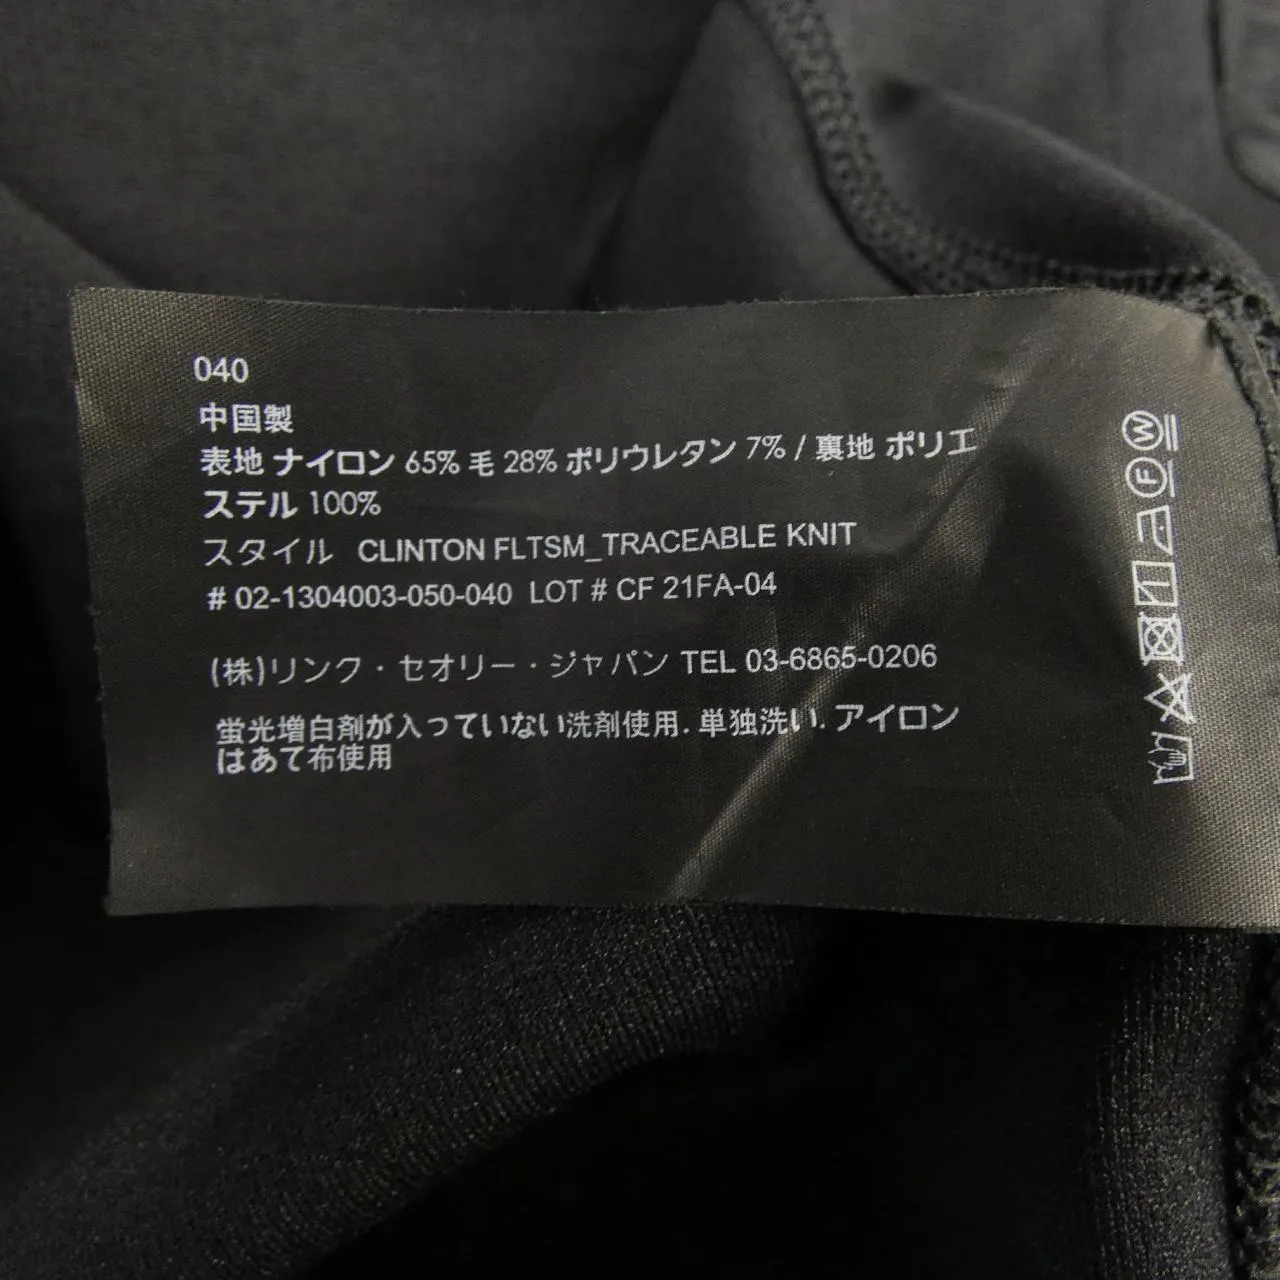 040
中国製
表地 ナイロン 65% 毛 28% ポリウレタン 7% / 裏地 ポリエ
ステル 100%
スタイル CLINTON FLTSM_TRACEABLE KNIT
# 02-1304003-050-040 LOT # CF 21FA-04
(株)リンク・セオリー・ジャパン TEL 03-6865-0206
蛍光増白剤が入っていない洗剤使用. 単独洗い. アイロン
はあて布使用
W
F